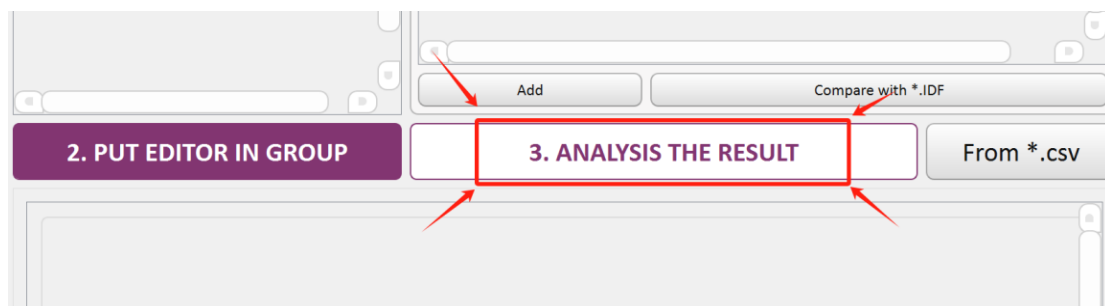 Add
Compare with *.IDF
2. PUT EDITOR IN GROUP
3. ANALYSIS THE RESULT
From *.csv